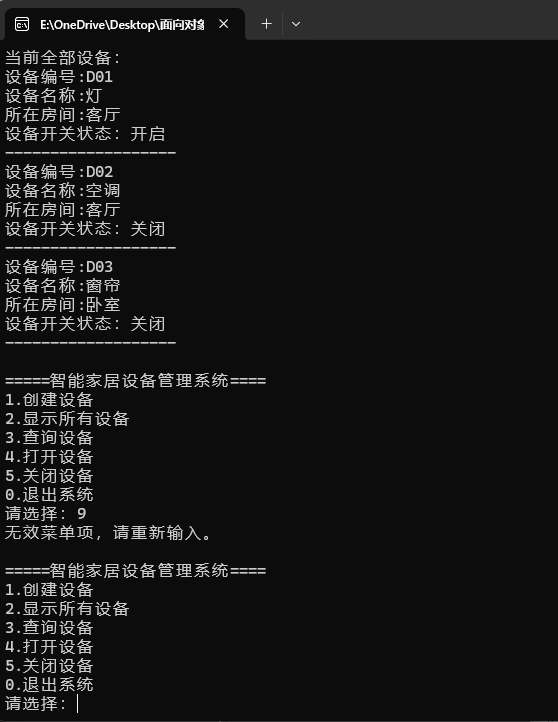 E:\OneDrive\Desktop\面向对象
当前全部设备:
设备编号:D01
设备名称:灯
所在房间:客厅
设备开关状态: 开启
-------------------
设备编号:D02
设备名称:空调
所在房间:客厅
设备开关状态: 关闭
-------------------
设备编号:D03
设备名称:窗帘
所在房间:卧室
设备开关状态: 关闭
-------------------
=====智能家居设备管理系统====
1.创建设备
2.显示所有设备
3.查询设备
4.打开设备
5.关闭设备
0.退出系统
请选择: 9
无效菜单项, 请重新输入。
=====智能家居设备管理系统====
1.创建设备
2.显示所有设备
3.查询设备
4.打开设备
5.关闭设备
0.退出系统
请选择: